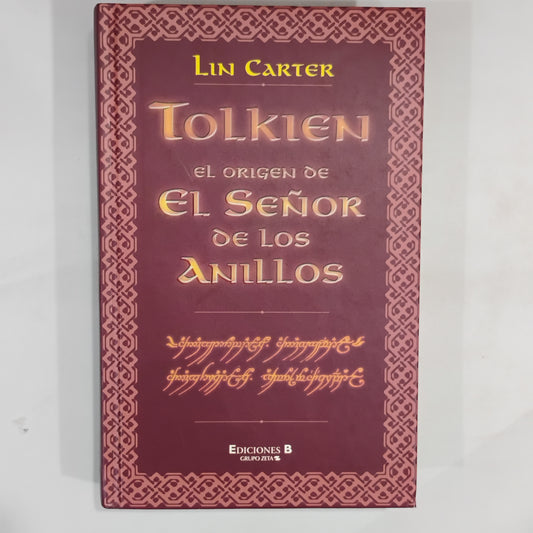 LIN CARTER
TOLKIEN
EL ORIGEN DE
EL SEÑOR
DE LOS
ANILLOS
EDICIONES B
GRUPO ZETA